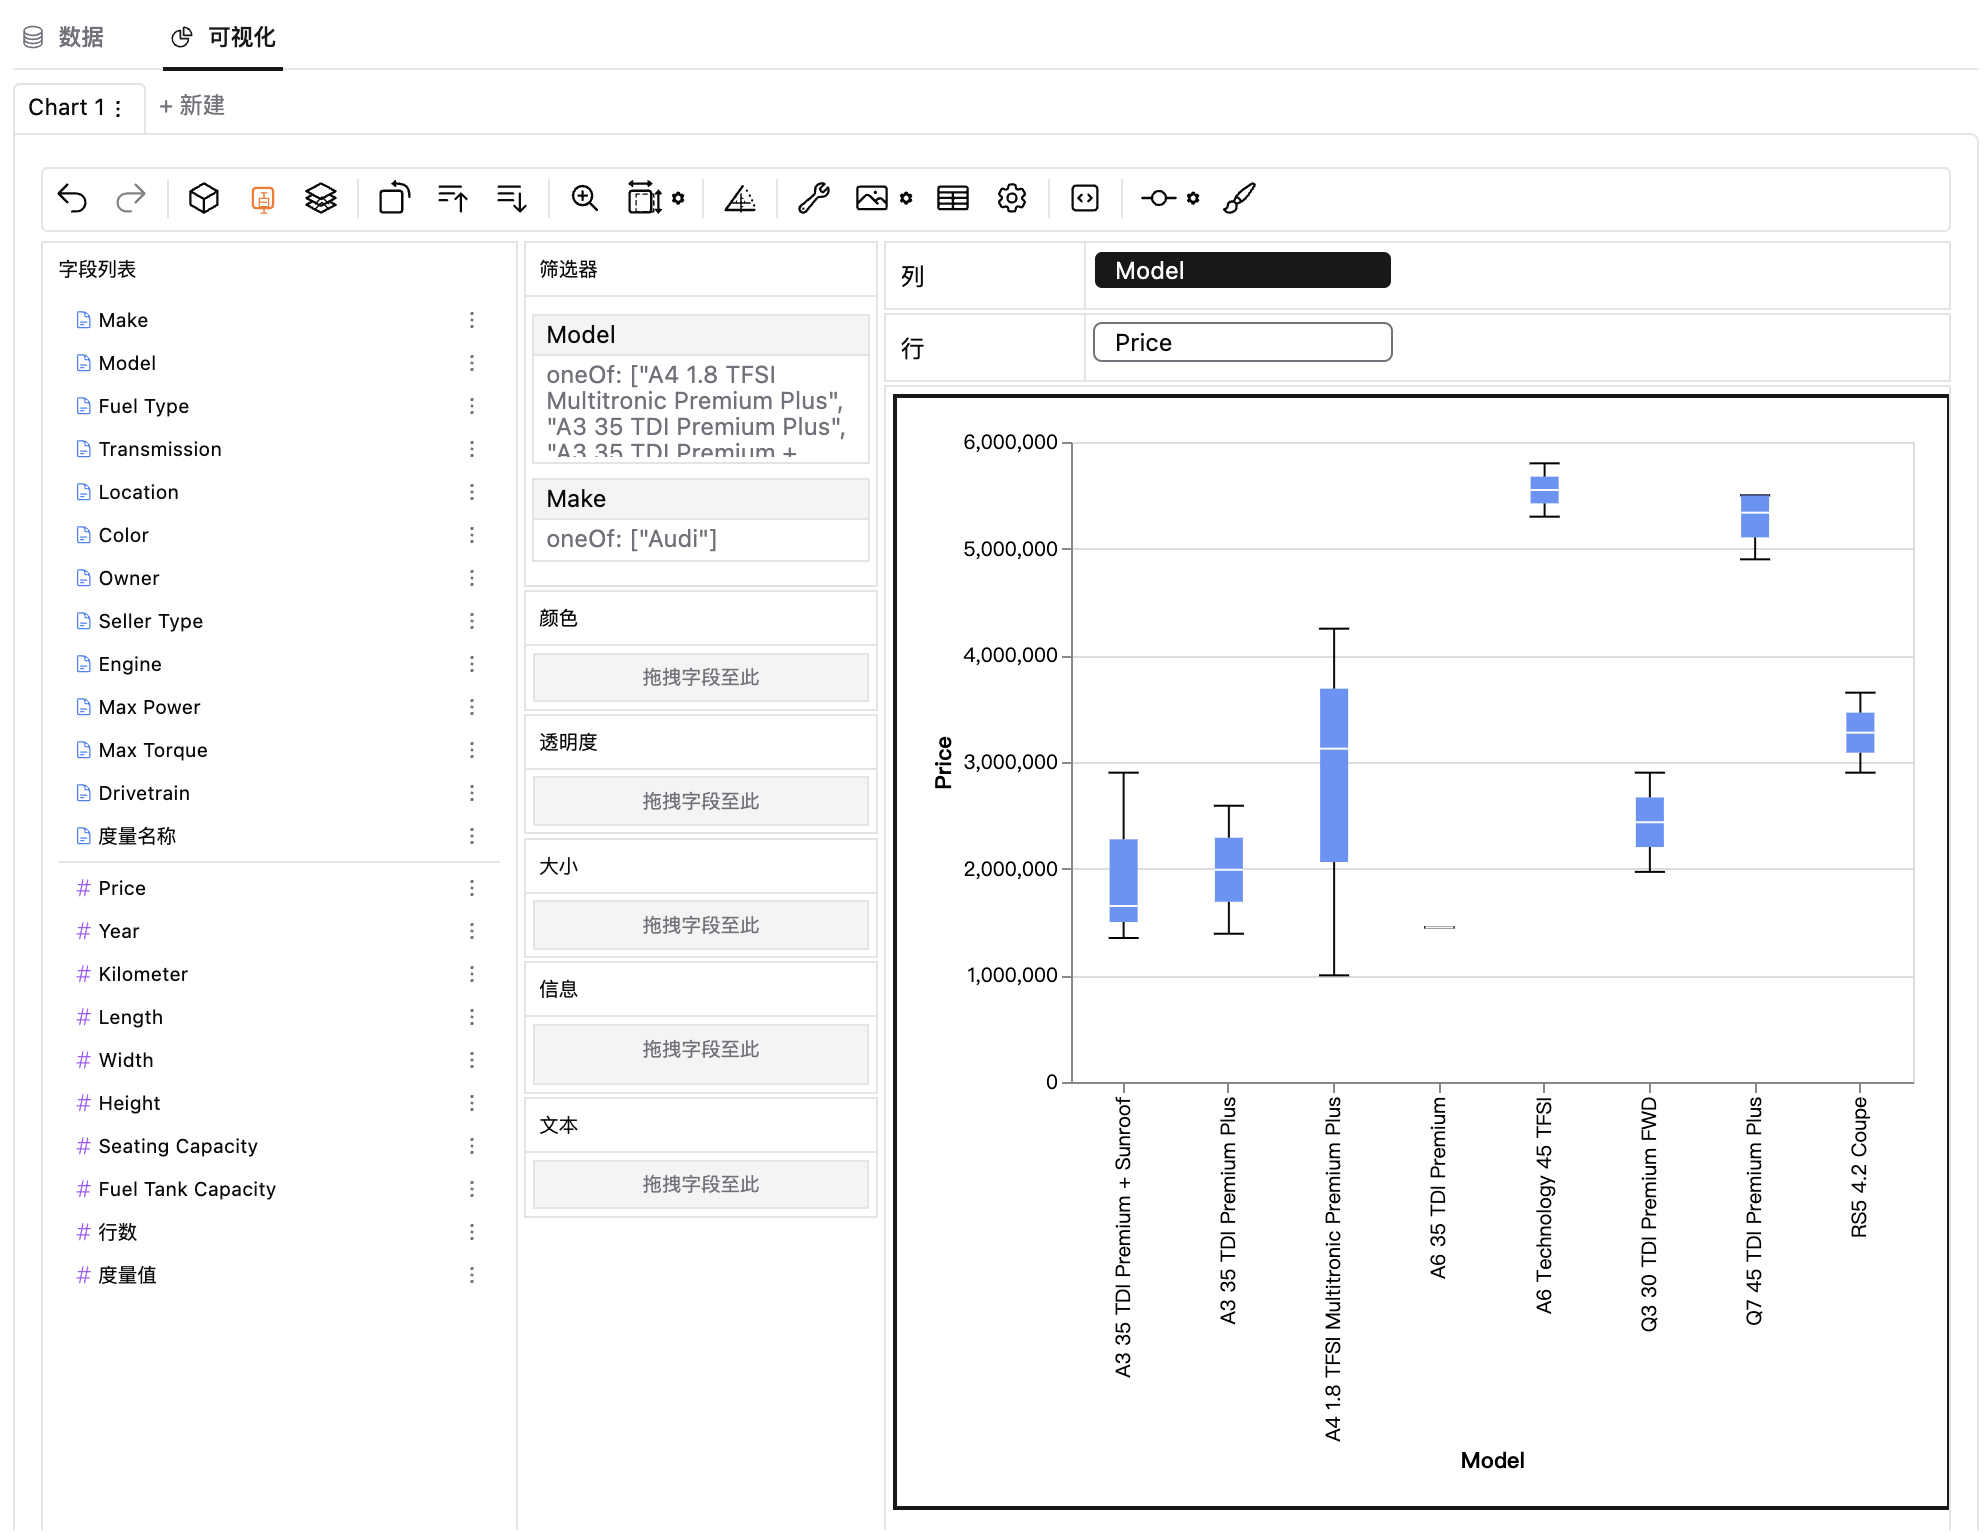 数据
可视化
Chart 1
+ 新建
字段列表
Make
Model
Fuel Type
Transmission
Location
Color
Owner
Seller Type
Engine
Max Power
Max Torque
Drivetrain
度量名称
# Price
# Year
# Kilometer
# Length
# Width
# Height
# Seating Capacity
# Fuel Tank Capacity
# 行数
# 度量值
筛选器
Model
oneOf: ["A4 1.8 TFSI
Multitronic Premium Plus",
"A3 35 TDI Premium Plus",
"A3 35 TDI Premium +
Make
oneOf: ["Audi"]
颜色
拖拽字段至此
透明度
拖拽字段至此
大小
拖拽字段至此
信息
拖拽字段至此
文本
拖拽字段至此
列
Model
行
Price
Price
6,000,000
5,000,000
4,000,000
3,000,000
2,000,000
1,000,000
0
A3 35 TDI Premium + Sunroof
A3 35 TDI Premium Plus
A4 1.8 TFSI Multitronic Premium Plus
A6 35 TDI Premium
A6 Technology 45 TFSI
Q3 30 TDI Premium FWD
Q7 45 TDI Premium Plus
RS5 4.2 Coupe
Model